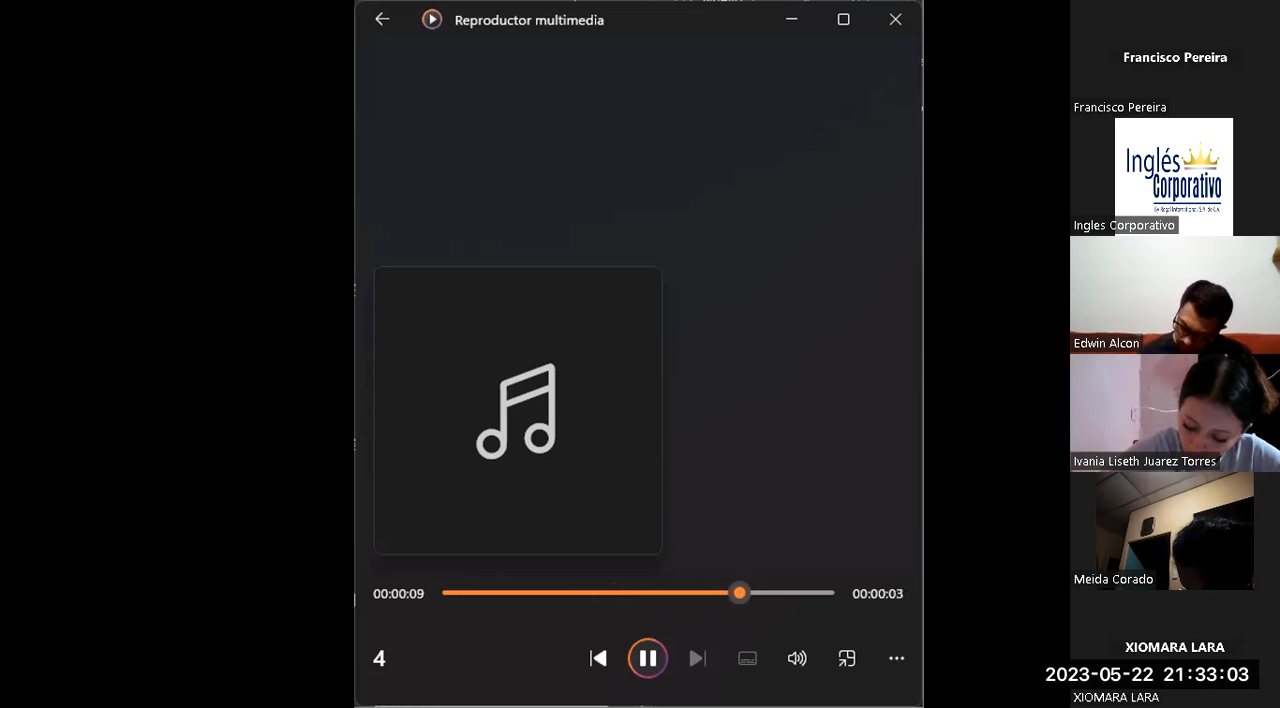 Reproductor multimedia
00:00:09
00:00:03
4
Francisco Pereira
Francisco Pereira
Inglés
Corporativo
Ingles Corporativo
Edwin Alcon
Ivania Liseth Juarez Torres
Meida Corado
XIOMARA LARA
2023-05-22 21:33:03
XIOMARA LARA